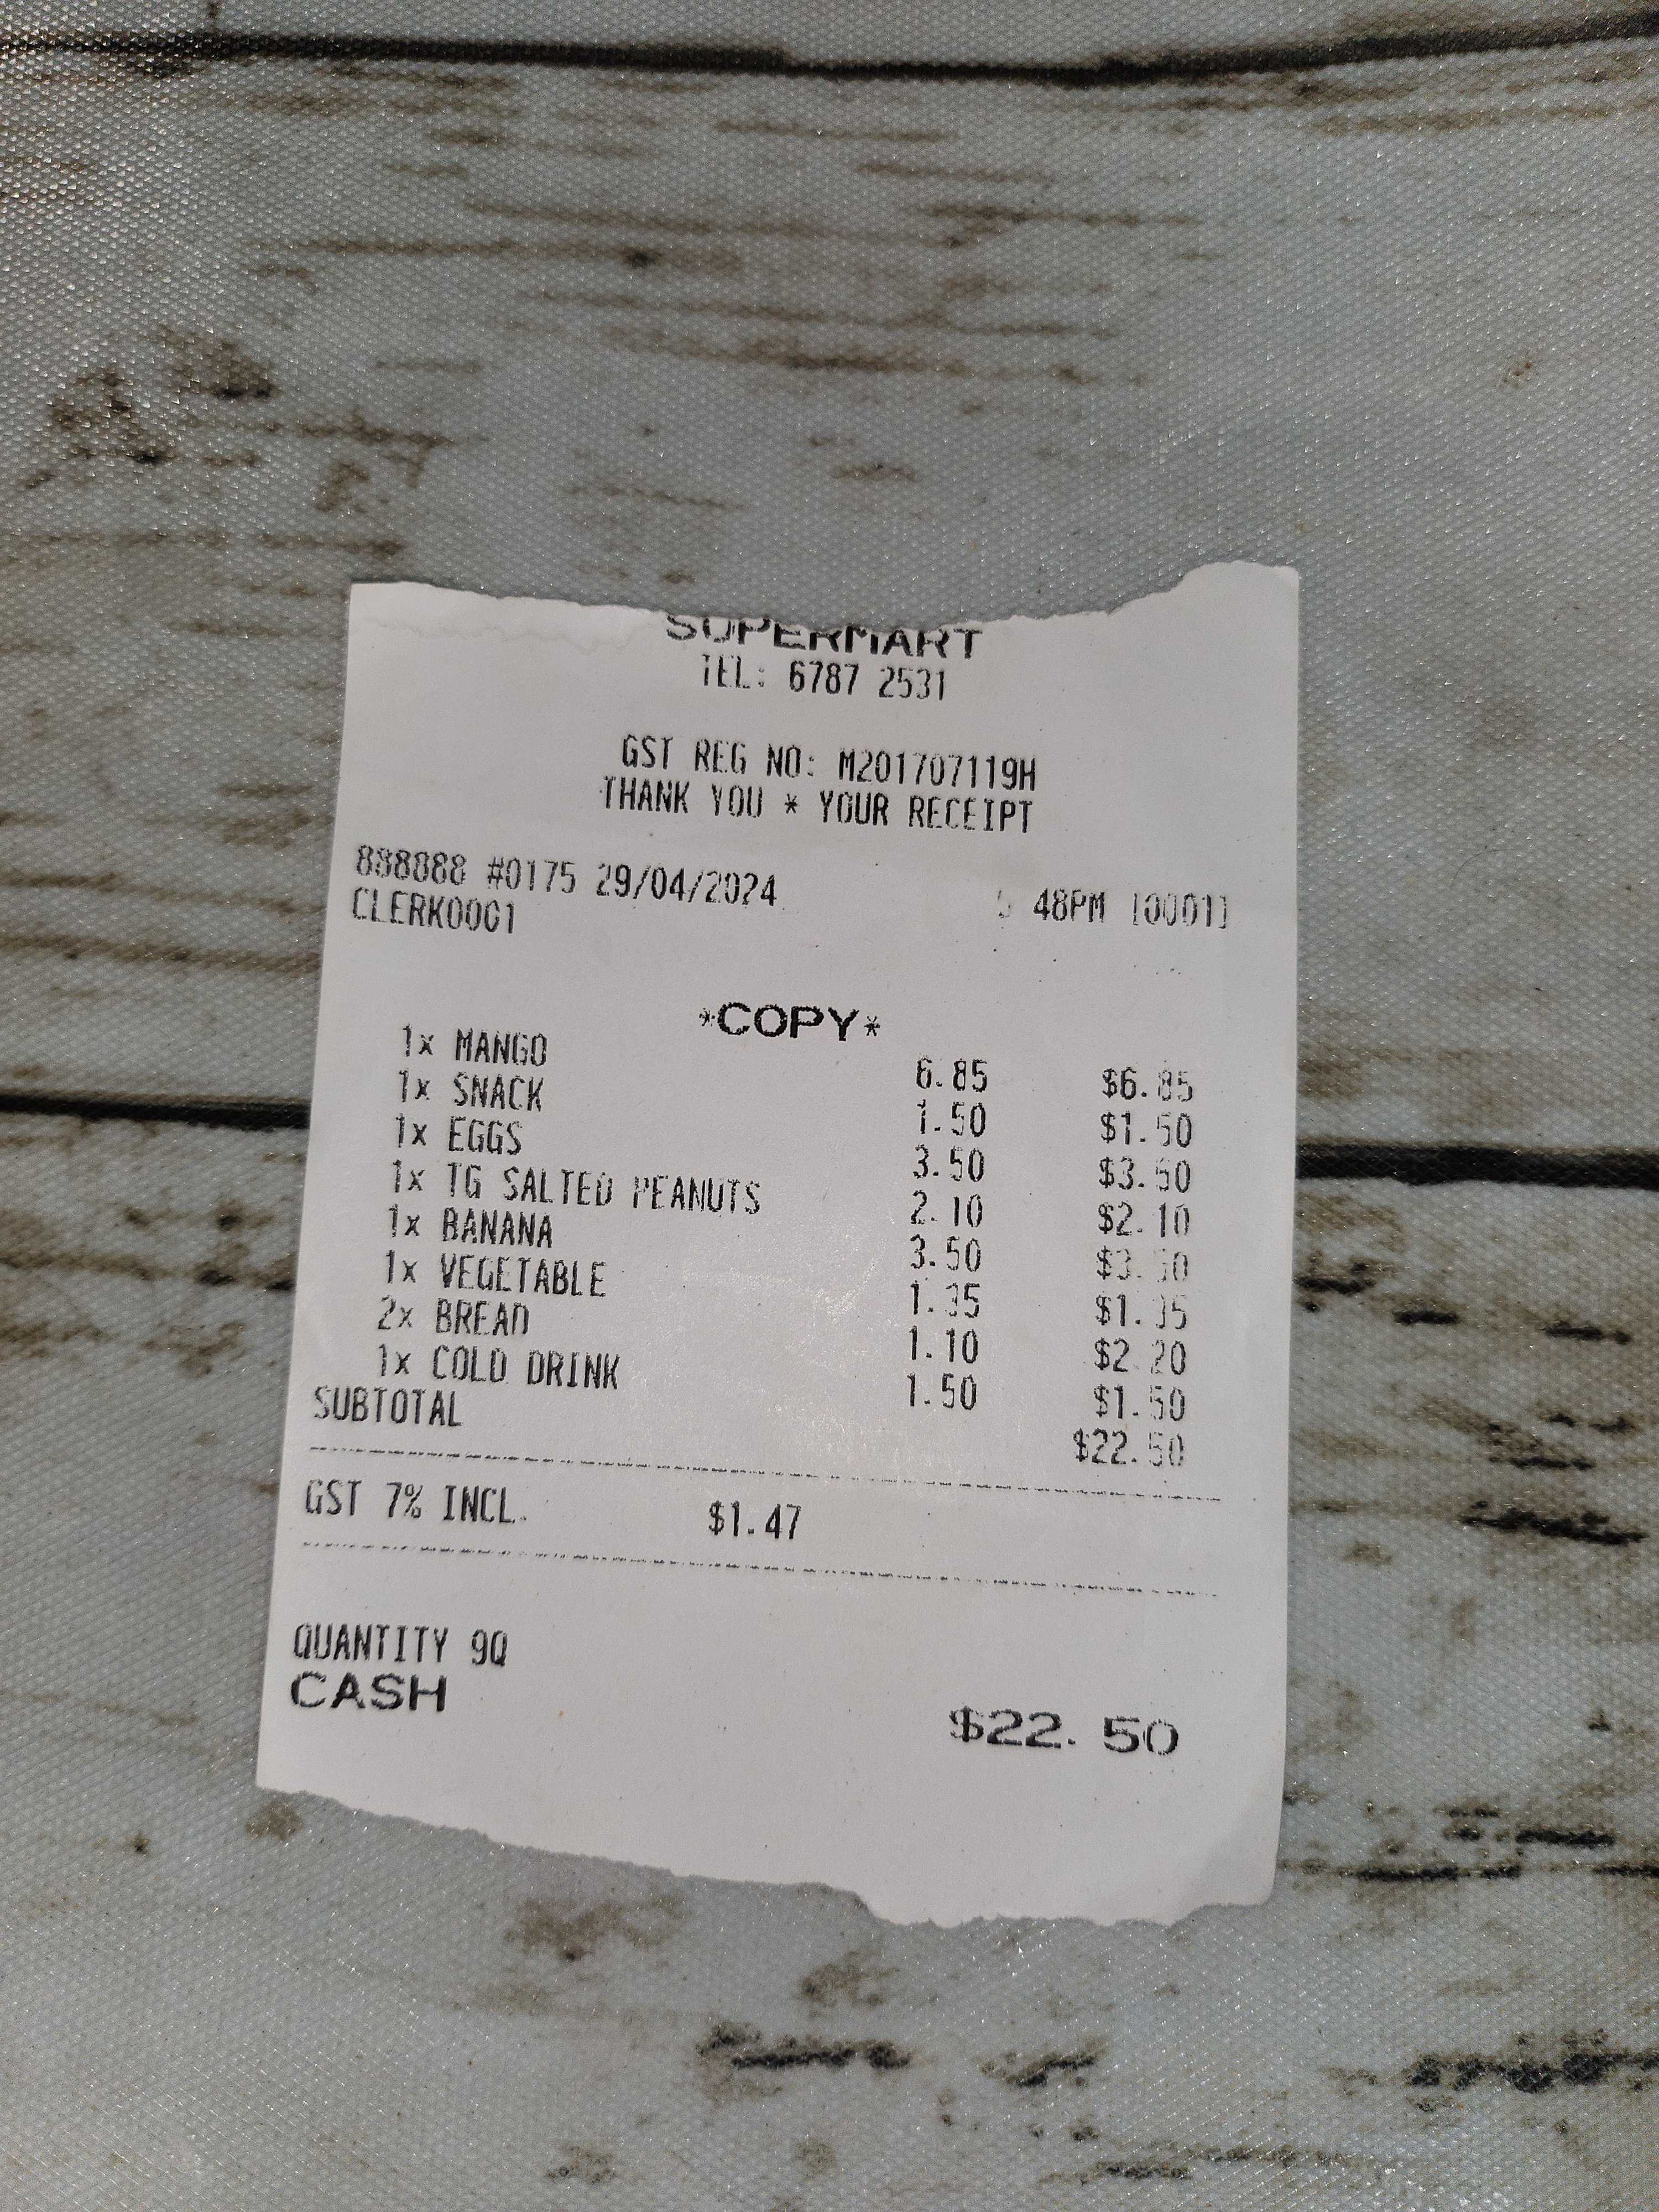 SUPERMART
TEL: 6787 2531
GST REG NO: M201707119H
THANK YOU * YOUR RECEIPT
888888 #0175 29/04/2024 48PM [0001]
CLERK0001
*COPY*
1x MANGO 6.85 $6.85
1x SNACK 1.50 $1.50
1x EGGS 3.50 $3.50
1x TG SALTED PEANUTS 2.10 $2.10
1x BANANA 3.50 $3.50
1x VEGETABLE 1.35 $1.35
2x BREAD 1.10 $2.20
1x COLD DRINK 1.50 $1.50
SUBTOTAL $22.50
GST 7% INCL. $1.47
QUANTITY 9Q
CASH $22.50